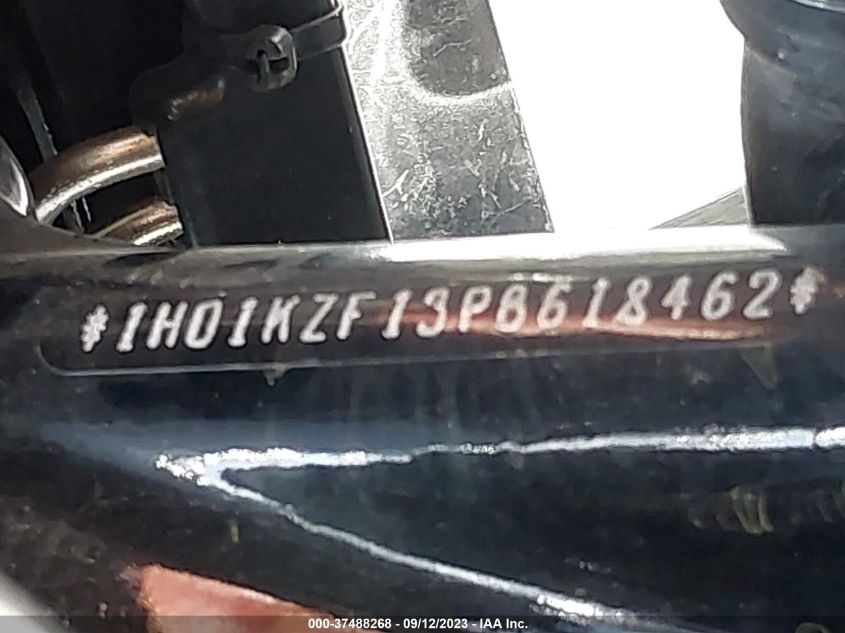 #1HD1KZF13PB618462#
000-37488268 - 09/12/2023 - IAA Inc.